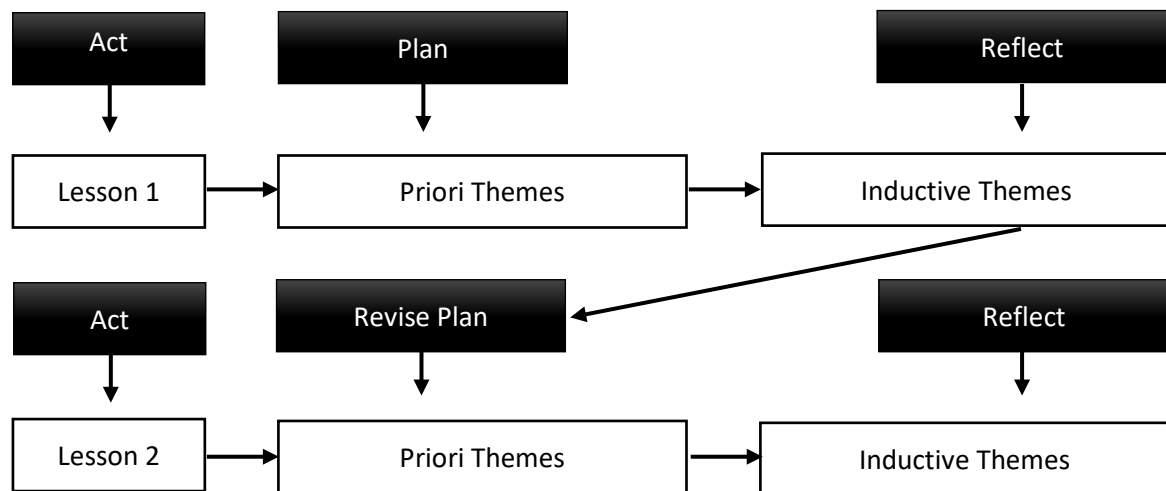 Act
Plan
Reflect
Lesson 1
Priori Themes
Inductive Themes
Act
Revise Plan
Reflect
Lesson 2
Priori Themes
Inductive Themes